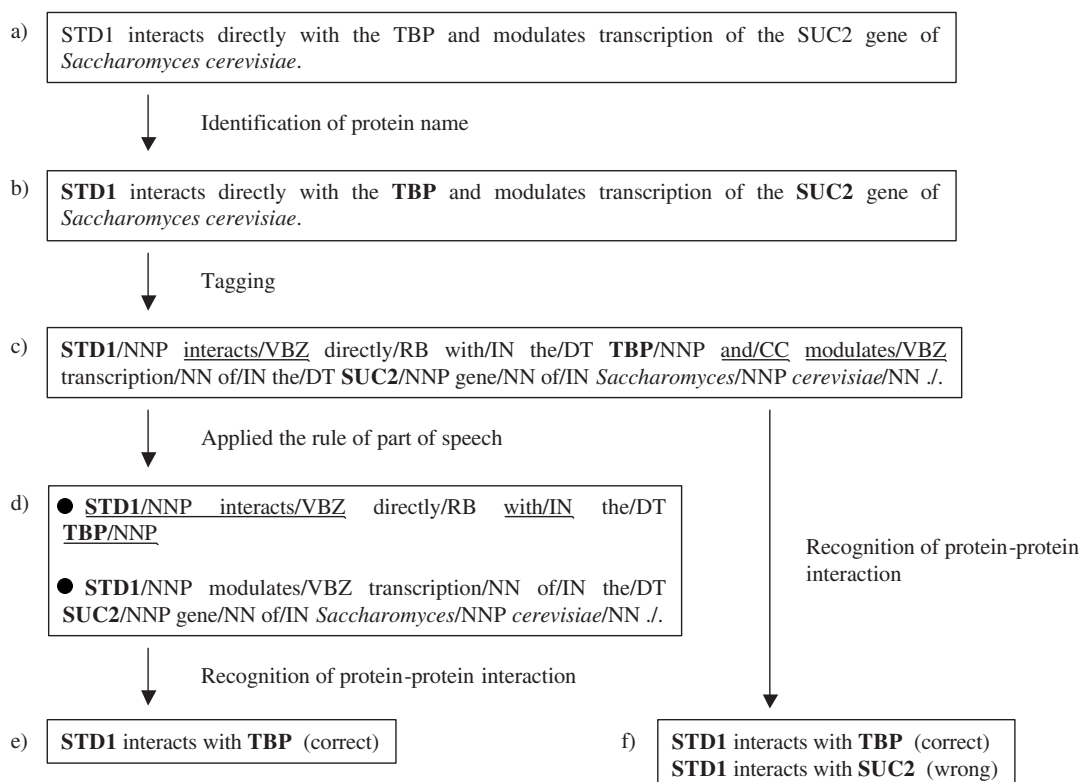 a) STD1 interacts directly with the TBP and modulates transcription of the SUC2 gene of
Saccharomyces cerevisiae.
Identification of protein name
b) STD1 interacts directly with the TBP and modulates transcription of the SUC2 gene of
Saccharomyces cerevisiae.
Tagging
c) STD1/NNP interacts/VBZ directly/RB with/IN the/DT TBP/NNP and/CC modulates/VBZ
transcription/NN of/IN the/DT SUC2/NNP gene/NN of/IN Saccharomyces/NNP cerevisiae/NN ./.
Applied the rule of part of speech
d) ● STD1/NNP interacts/VBZ directly/RB with/IN the/DT
TBP/NNP
● STD1/NNP modulates/VBZ transcription/NN of/IN the/DT
SUC2/NNP gene/NN of/IN Saccharomyces/NNP cerevisiae/NN ./.
Recognition of protein-protein
interaction
Recognition of protein-protein interaction
e) STD1 interacts with TBP (correct)
f) STD1 interacts with TBP (correct)
STD1 interacts with SUC2 (wrong)